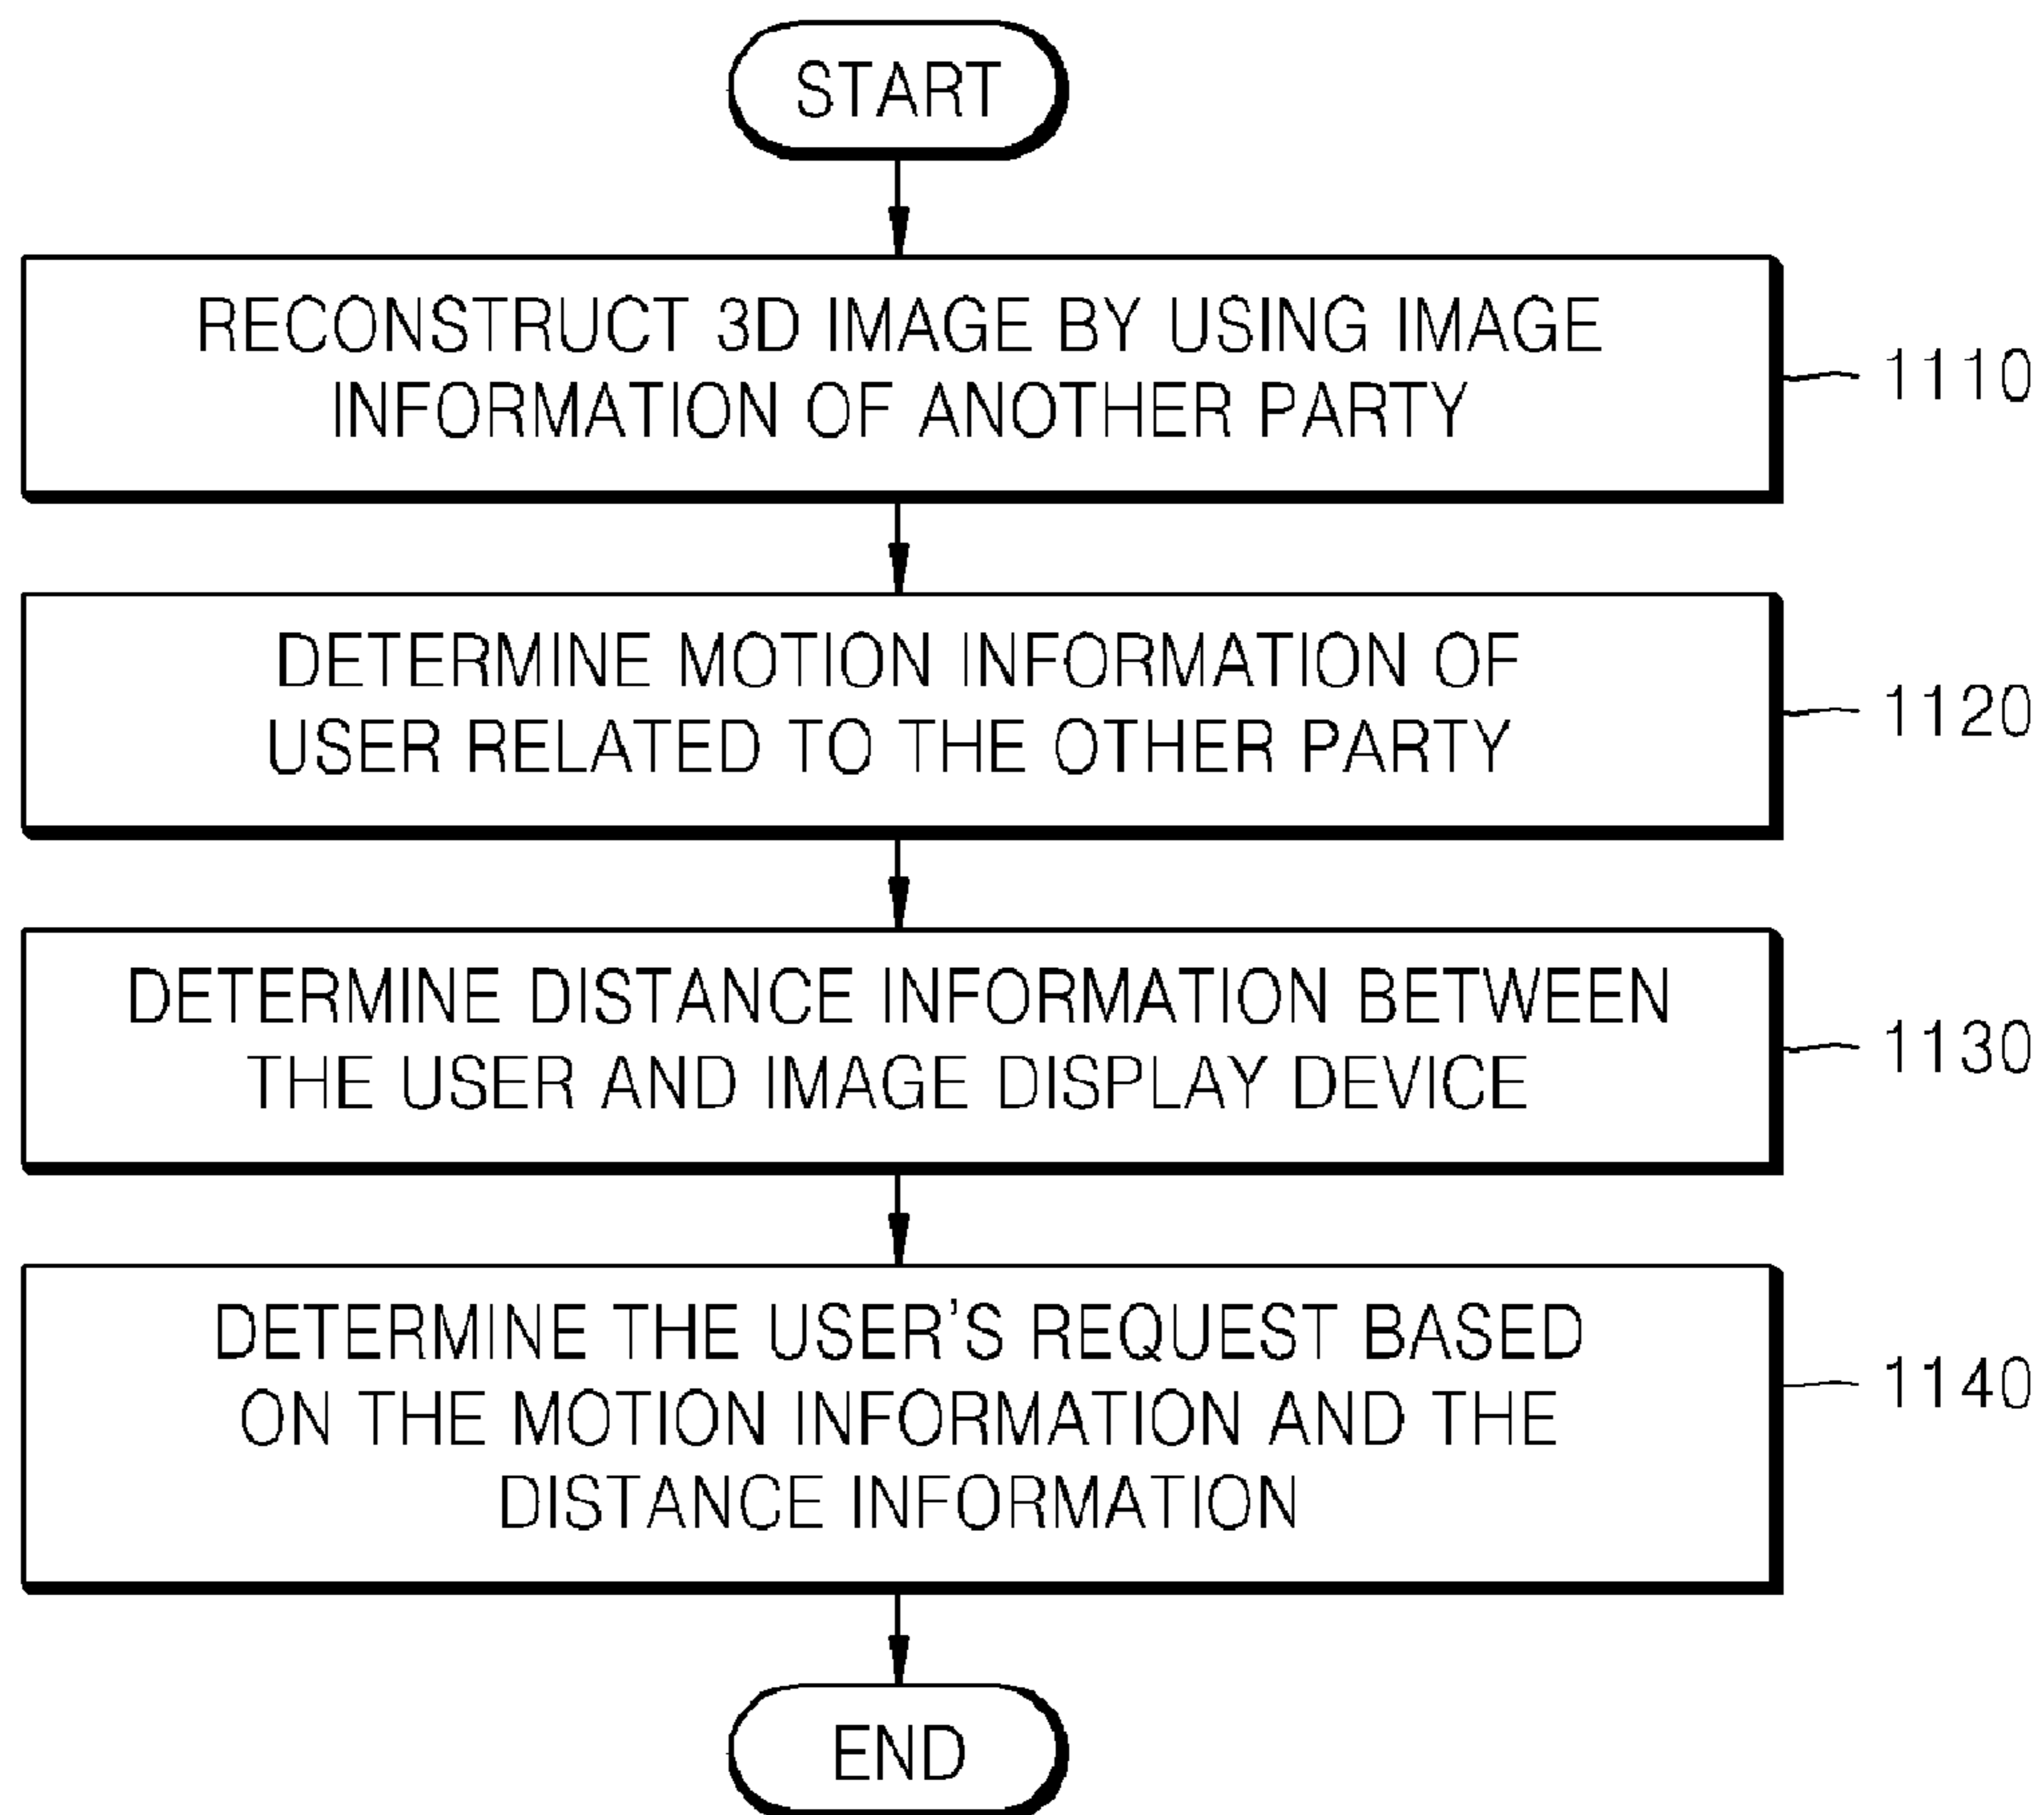 START
RECONSTRUCT 3D IMAGE BY USING IMAGE
INFORMATION OF ANOTHER PARTY
1110
DETERMINE MOTION INFORMATION OF
USER RELATED TO THE OTHER PARTY
1120
DETERMINE DISTANCE INFORMATION BETWEEN
THE USER AND IMAGE DISPLAY DEVICE
1130
DETERMINE THE USER'S REQUEST BASED
ON THE MOTION INFORMATION AND THE
DISTANCE INFORMATION
1140
END